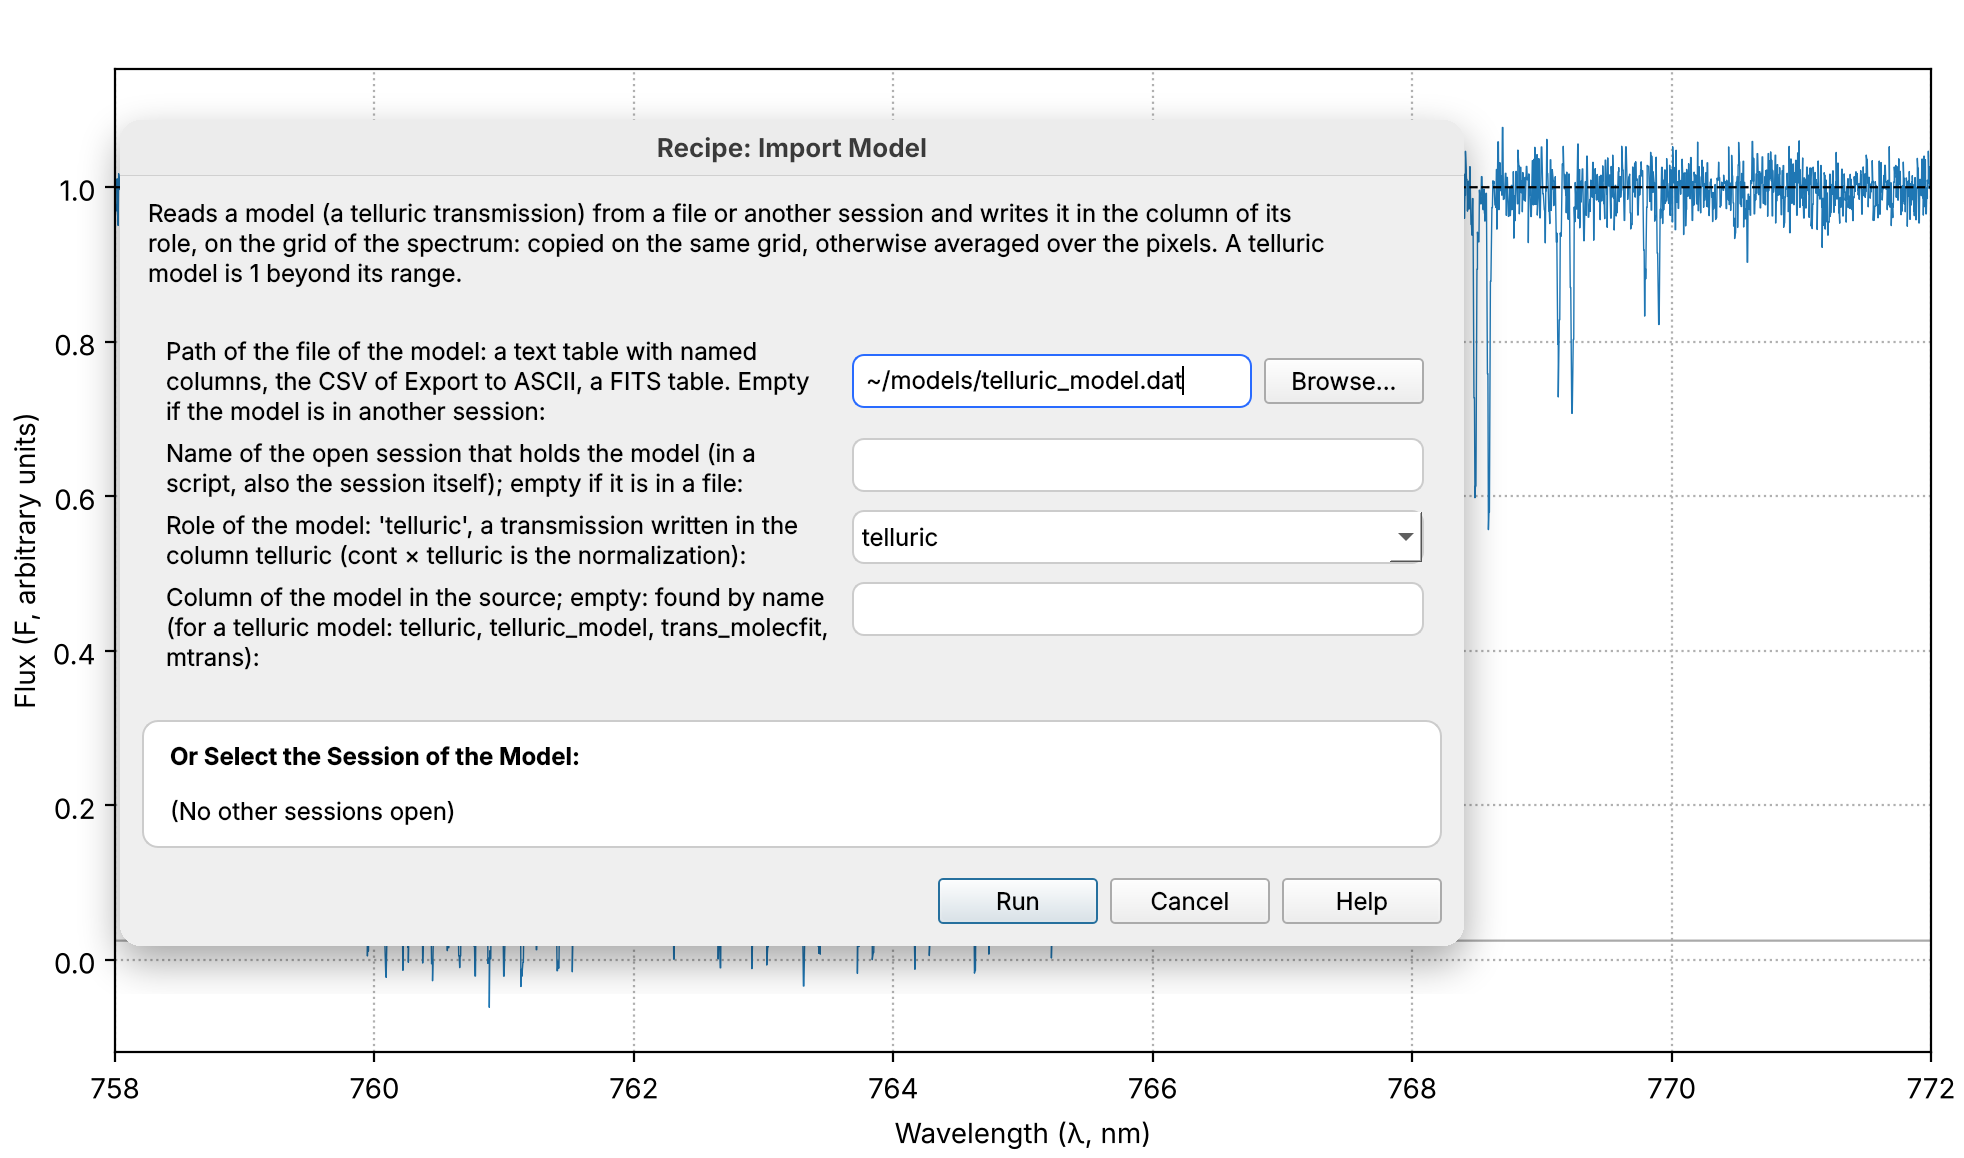 Recipe: Import Model
Reads a model (a telluric transmission) from a file or another session and writes it in the column of its
role, on the grid of the spectrum: copied on the same grid, otherwise averaged over the pixels. A telluric
model is 1 beyond its range.
Path of the file of the model: a text table with named
columns, the CSV of Export to ASCII, a FITS table. Empty
if the model is in another session:
~/models/telluric_model.dat
Browse...
Name of the open session that holds the model (in a
script, also the session itself); empty if it is in a file:
Role of the model: 'telluric', a transmission written in the
column telluric (cont × telluric is the normalization):
telluric
Column of the model in the source; empty: found by name
(for a telluric model: telluric, telluric_model, trans_molecfit,
mtrans):
Or Select the Session of the Model:
(No other sessions open)
Run
Cancel
Help
Flux (F, arbitrary units)
1.0
0.8
0.6
0.4
0.2
0.0
758
760
762
764
766
768
770
772
Wavelength (λ, nm)